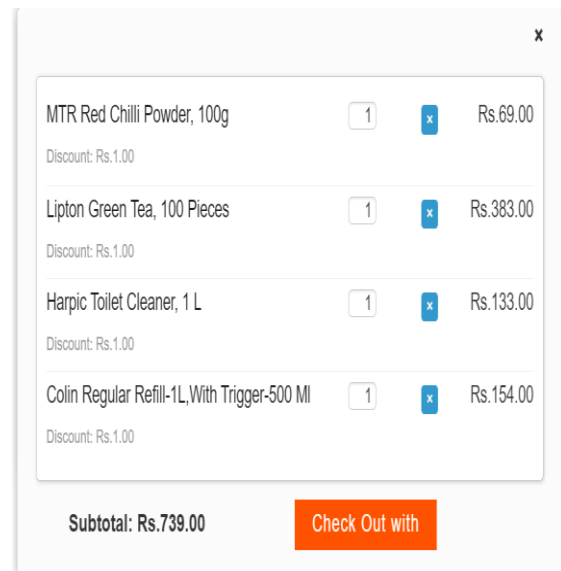 x
MTR Red Chilli Powder, 100g 1 x Rs.69.00
Discount: Rs.1.00
Lipton Green Tea, 100 Pieces 1 x Rs.383.00
Discount: Rs.1.00
Harpic Toilet Cleaner, 1 L 1 x Rs.133.00
Discount: Rs.1.00
Colin Regular Refill-1L,With Trigger-500 Ml 1 x Rs.154.00
Discount: Rs.1.00
Subtotal: Rs.739.00 Check Out with